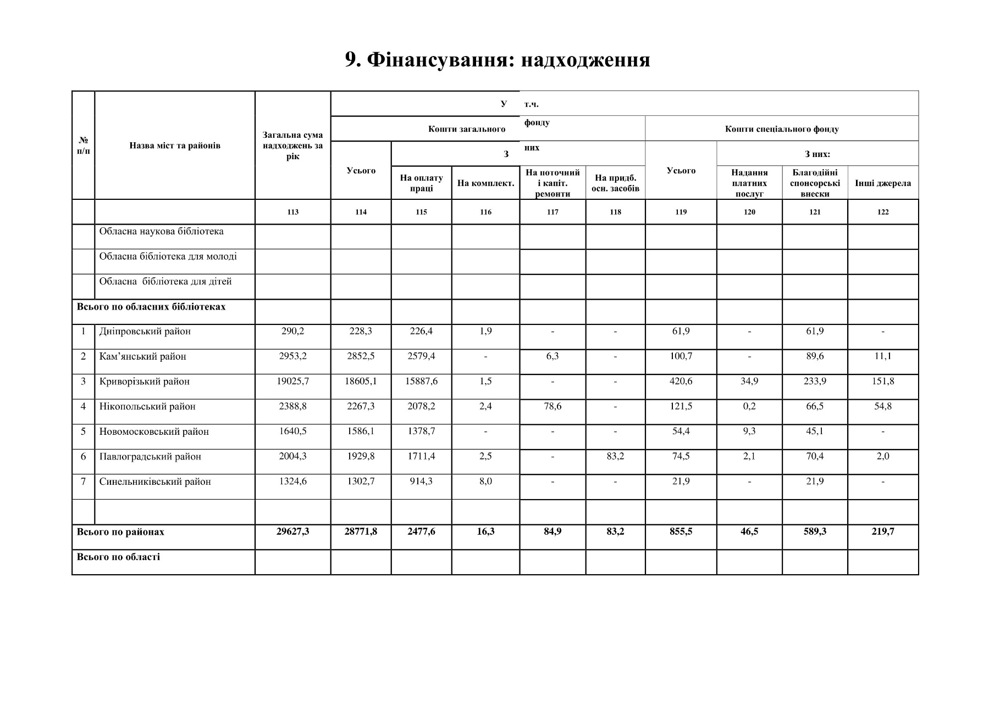 9. Фінансування: надходження
№ п/п Назва міст та районів Загальна сума надходжень за рік У т.ч.
Кошти загального фонду Кошти спеціального фонду
Усього З них Усього З них:
На оплату праці На комплект. На поточний і капіт. ремонти На придб. осн. засобів Надання платних послуг Благодійні спонсорські внески Інші джерела
113 114 115 116 117 118 119 120 121 122
Обласна наукова бібліотека
Обласна бібліотека для молоді
Обласна бібліотека для дітей
Всього по обласних бібліотеках
1 Дніпровський район 290,2 228,3 226,4 1,9 - - 61,9 - 61,9 -
2 Кам’янський район 2953,2 2852,5 2579,4 - 6,3 - 100,7 - 89,6 11,1
3 Криворізький район 19025,7 18605,1 15887,6 1,5 - - 420,6 34,9 233,9 151,8
4 Нікопольський район 2388,8 2267,3 2078,2 2,4 78,6 - 121,5 0,2 66,5 54,8
5 Новомосковський район 1640,5 1586,1 1378,7 - - - 54,4 9,3 45,1 -
6 Павлоградський район 2004,3 1929,8 1711,4 2,5 - 83,2 74,5 2,1 70,4 2,0
7 Синельниківський район 1324,6 1302,7 914,3 8,0 - - 21,9 - 21,9 -
Всього по районах 29627,3 28771,8 2477,6 16,3 84,9 83,2 855,5 46,5 589,3 219,7
Всього по області